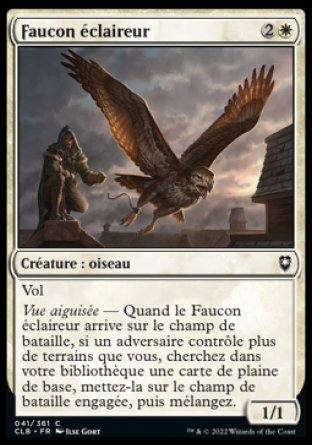 Faucon éclaireur 2
Créature : oiseau
Vol
Vue aiguisée — Quand le Faucon
éclaireur arrive sur le champ de
bataille, si un adversaire contrôle plus
de terrains que vous, cherchez dans
votre bibliothèque une carte de plaine
de base, mettez-la sur le champ de
bataille engagée, puis mélangez.
1/1
041/361 C
CLB • FR Ilse Gort
™ & © 2022 Wizards of the Coast